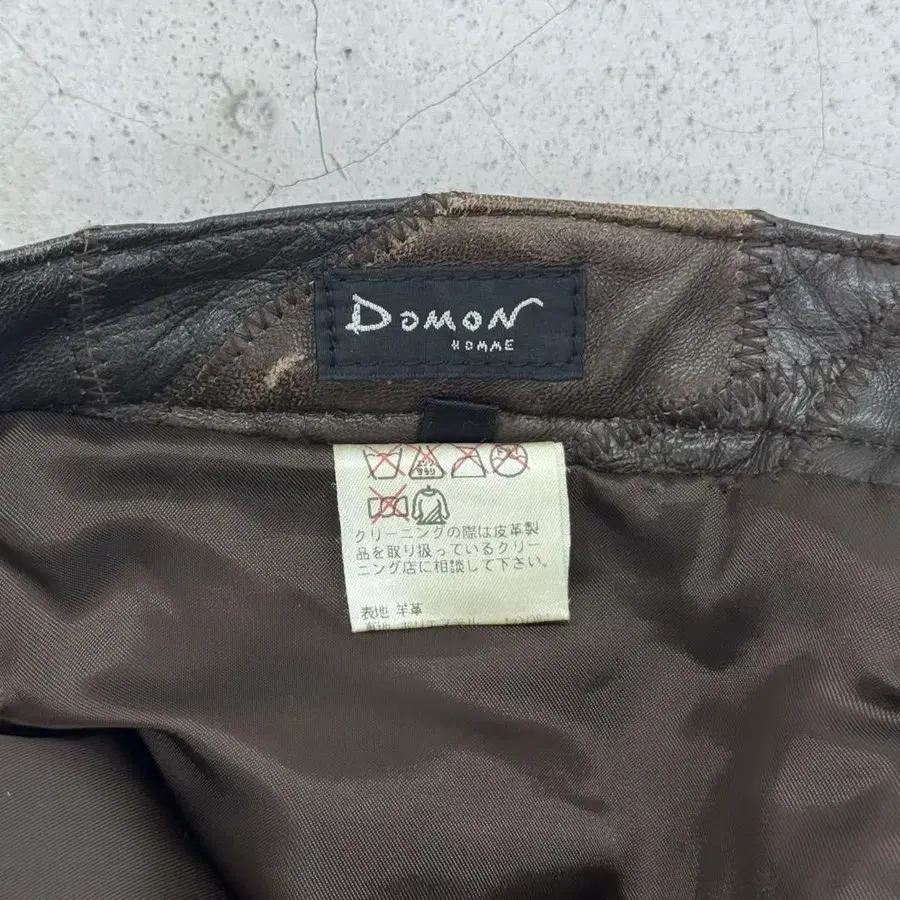 DOMON
HOMME
クリーニングの際は皮革製
品を取り扱っているクリー
ニング店に相談して下さい。
表地 羊革